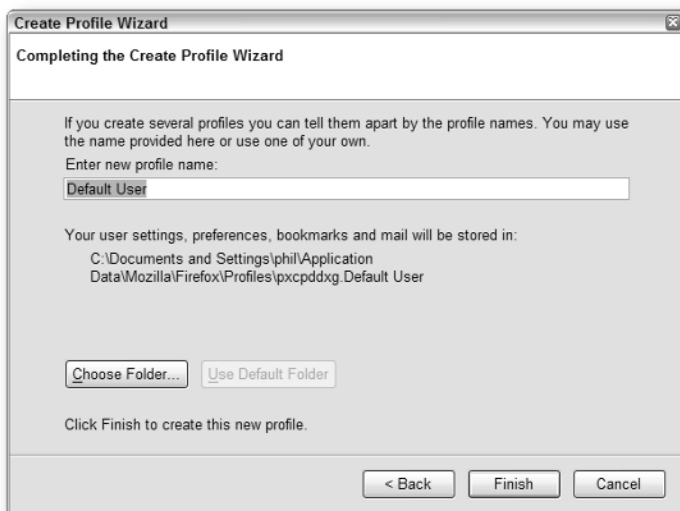 Create Profile Wizard
Completing the Create Profile Wizard
If you create several profiles you can tell them apart by the profile names. You may use
the name provided here or use one of your own.
Enter new profile name:
Default User
Your user settings, preferences, bookmarks and mail will be stored in:
C:\Documents and Settings\phil\Application
Data\Mozilla\Firefox\Profiles\pxcpddxg.Default User
Choose Folder...
Use Default Folder
Click Finish to create this new profile.
< Back
Finish
Cancel